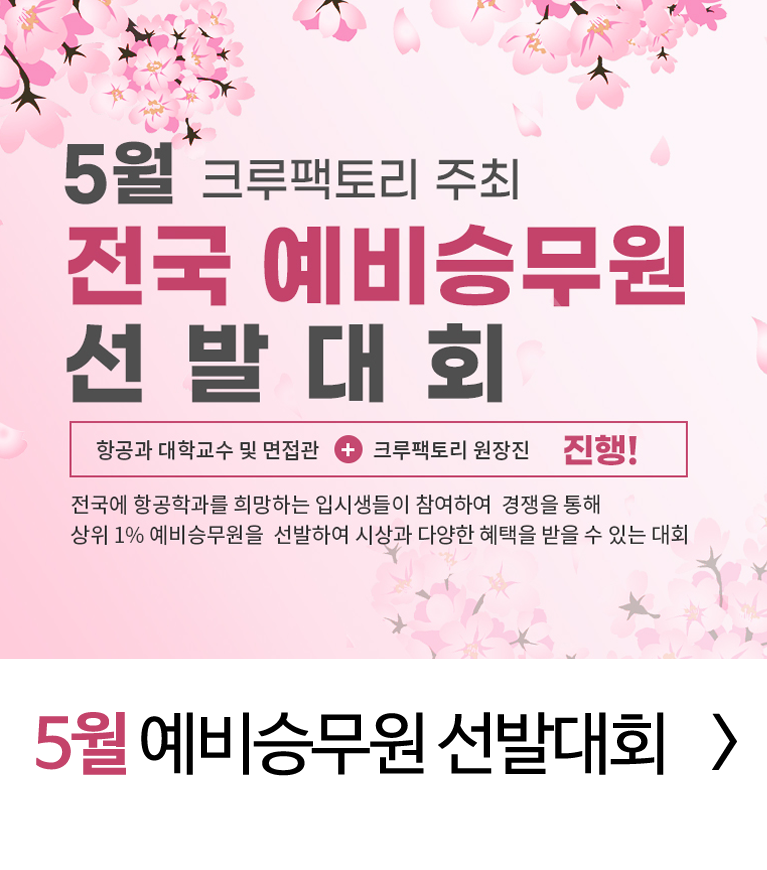 5월 크루팩토리 주최
전국 예비승무원
선발대회
항공과 대학교수 및 면접관 + 크루팩토리 원장진 진행!
전국에 항공학과를 희망하는 입시생들이 참여하여 경쟁을 통해
상위 1% 예비승무원을 선발하여 시상과 다양한 혜택을 받을 수 있는 대회
5월 예비승무원 선발대회 >